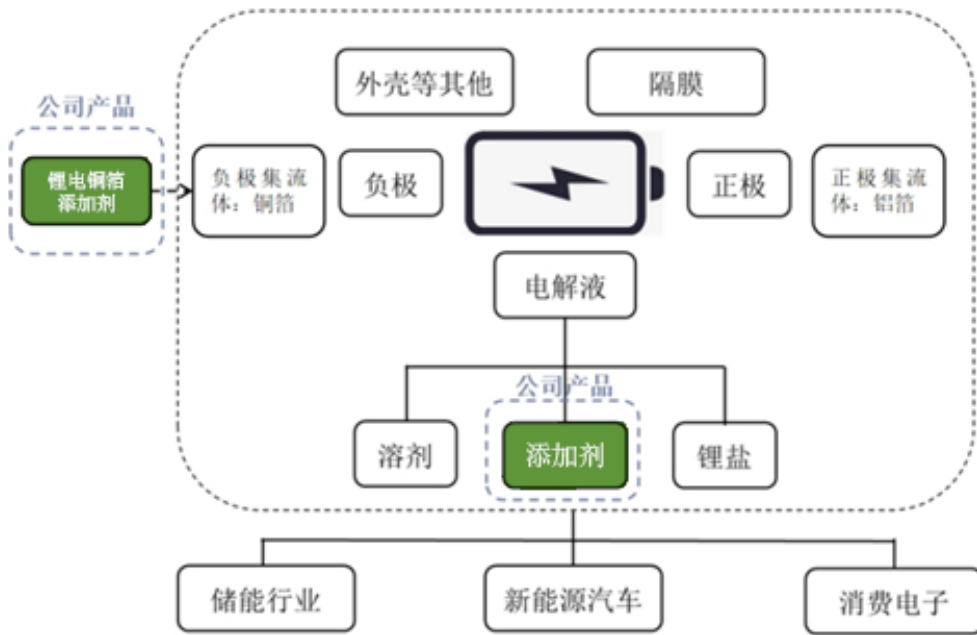 外壳等其他
隔膜
公司产品
锂电铜箔
添加剂
负极集流
体：铜箔
负极
正极
正极集流
体：铝箔
电解液
公司产品
溶剂
添加剂
锂盐
储能行业
新能源汽车
消费电子